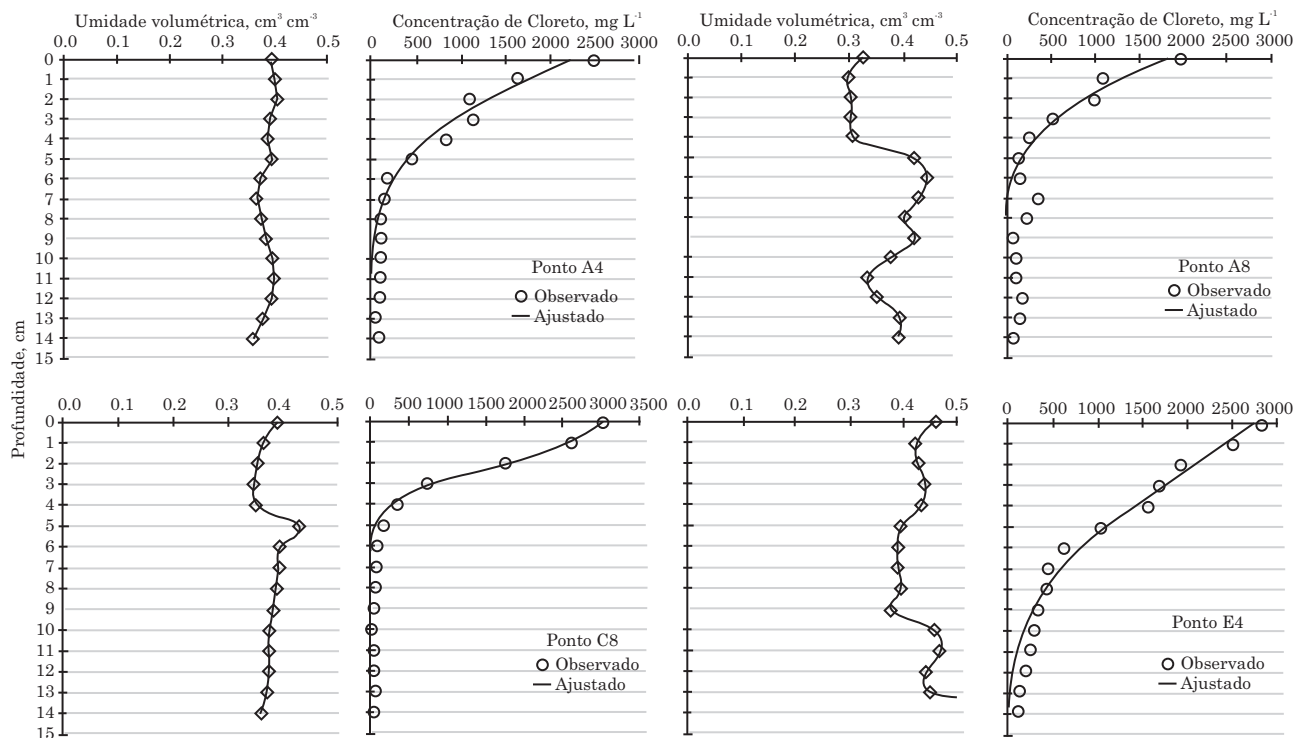 Umidade volumétrica, cm³ cm⁻³
0.0 0.1 0.2 0.3 0.4 0.5
Concentração de Cloreto, mg L⁻¹
0 500 1000 1500 2000 2500 3000
Umidade volumétrica, cm³ cm⁻³
0.0 0.1 0.2 0.3 0.4 0.5
Concentração de Cloreto, mg L⁻¹
0 500 1000 1500 2000 2500 3000
Profundidade, cm
0
1
2
3
4
5
6
7
8
9
10
11
12
13
14
15
Ponto A4
Observado
Ajustado
Ponto A8
Observado
Ajustado
0.0 0.1 0.2 0.3 0.4 0.5
0 500 1000 1500 2000 2500 3000 3500
0.0 0.1 0.2 0.3 0.4 0.5
0 500 1000 1500 2000 2500 3000
0
1
2
3
4
5
6
7
8
9
10
11
12
13
14
15
Ponto C8
Observado
Ajustado
Ponto E4
Observado
Ajustado